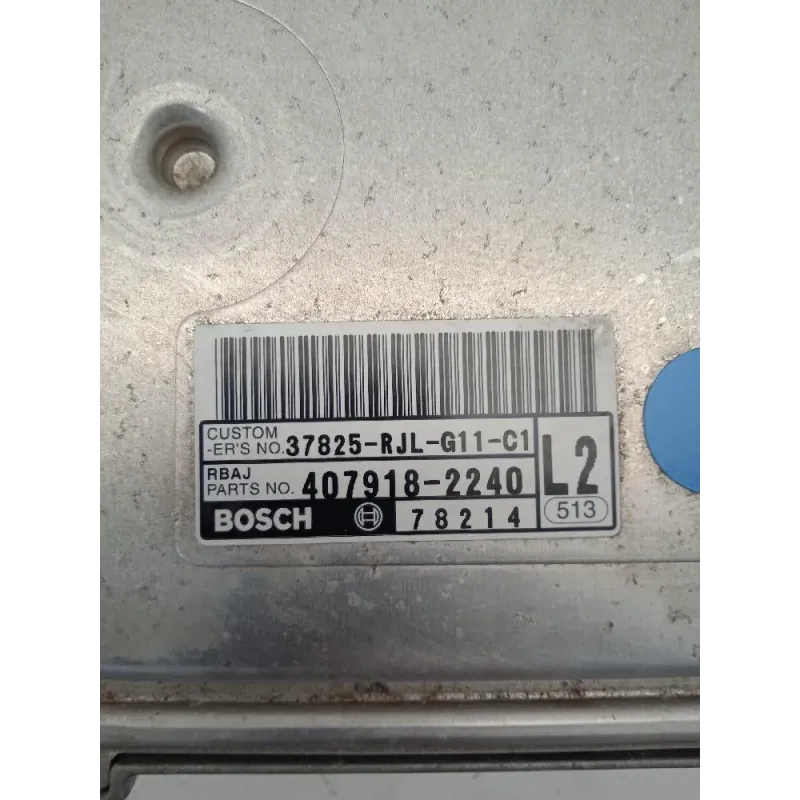 CUSTOM
-ER'S NO. 37825-RJL-G11-C1
RBAJ
PARTS NO. 407918-2240
L2
BOSCH 78214
513